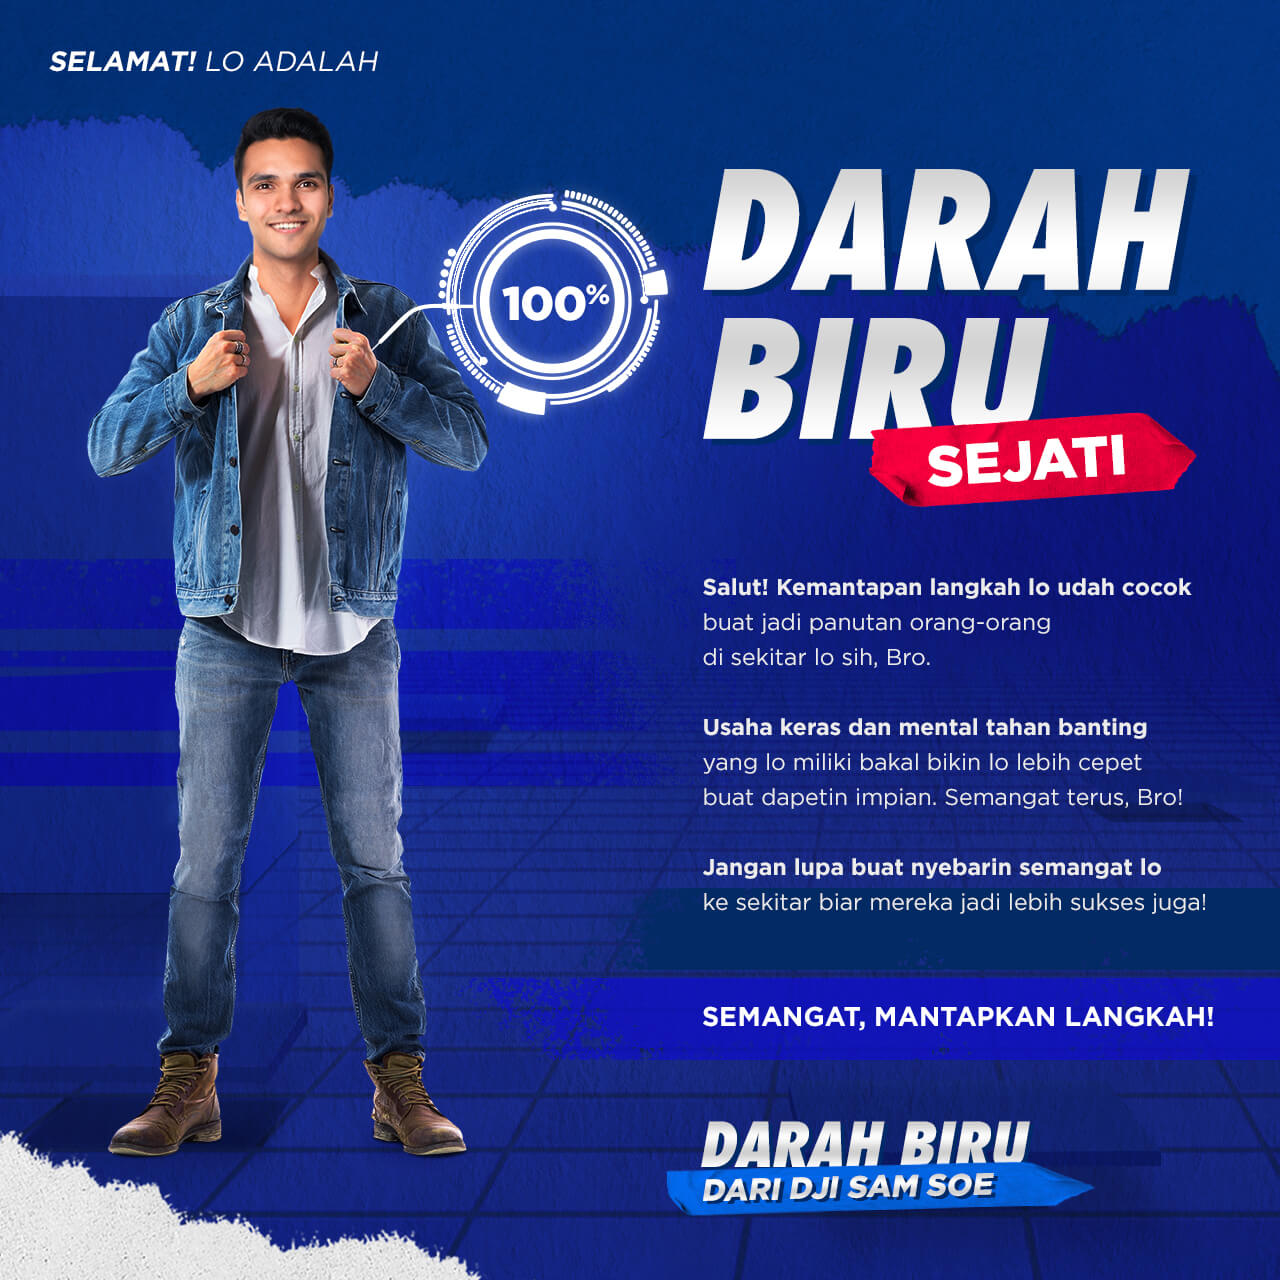 SELAMAT! LO ADALAH
DARAH
BIRU
SEJATI
100%
Salut! Kemantapan langkah lo udah cocok
buat jadi panutan orang-orang
di sekitar lo sih, Bro.
Usaha keras dan mental tahan banting
yang lo miliki bakal bikin lo lebih cepet
buat dapetin impian. Semangat terus, Bro!
Jangan lupa buat nyebarin semangat lo
ke sekitar biar mereka jadi lebih sukses juga!
SEMANGAT, MANTAPKAN LANGKAH!
DARAH BIRU
DARI DJI SAM SOE